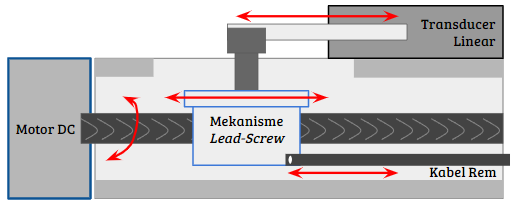 Transducer
Linear
Motor DC
Mekanisme
Lead-Screw
Kabel Rem